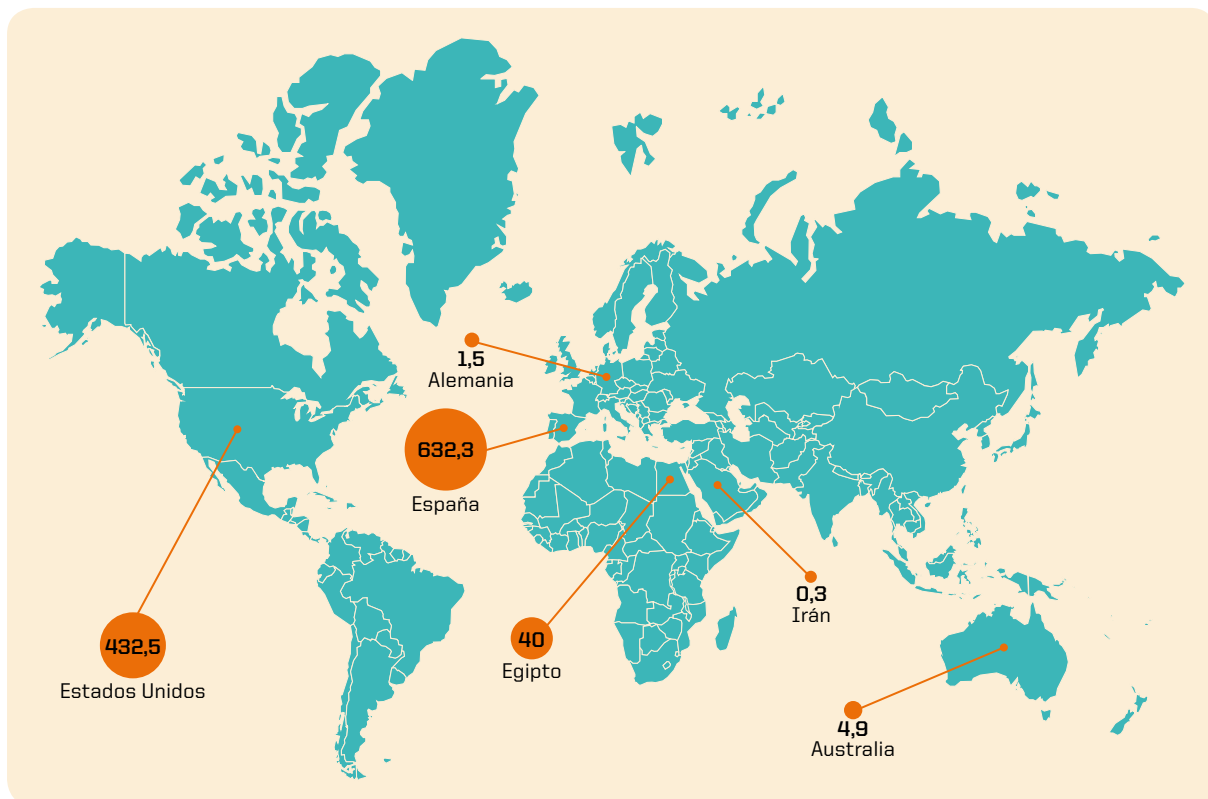 1,5
Alemania
632,3
España
432,5
Estados Unidos
40
Egipto
0,3
Irán
4,9
Australia